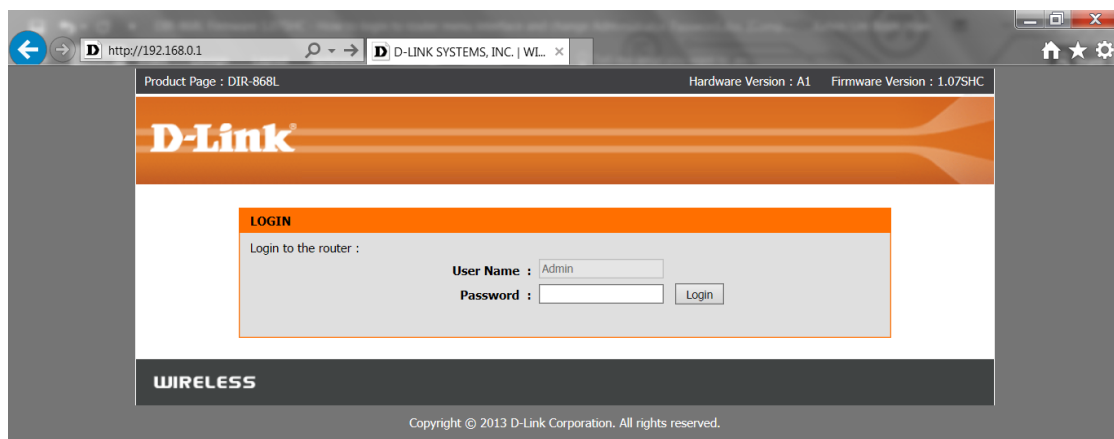 http://192.168.0.1
D-LINK SYSTEMS, INC. | WI...
Product Page : DIR-868L Hardware Version : A1 Firmware Version : 1.07SHC
D-Link®
LOGIN
Login to the router :
User Name : Admin
Password :
Login
WIRELESS
Copyright © 2013 D-Link Corporation. All rights reserved.